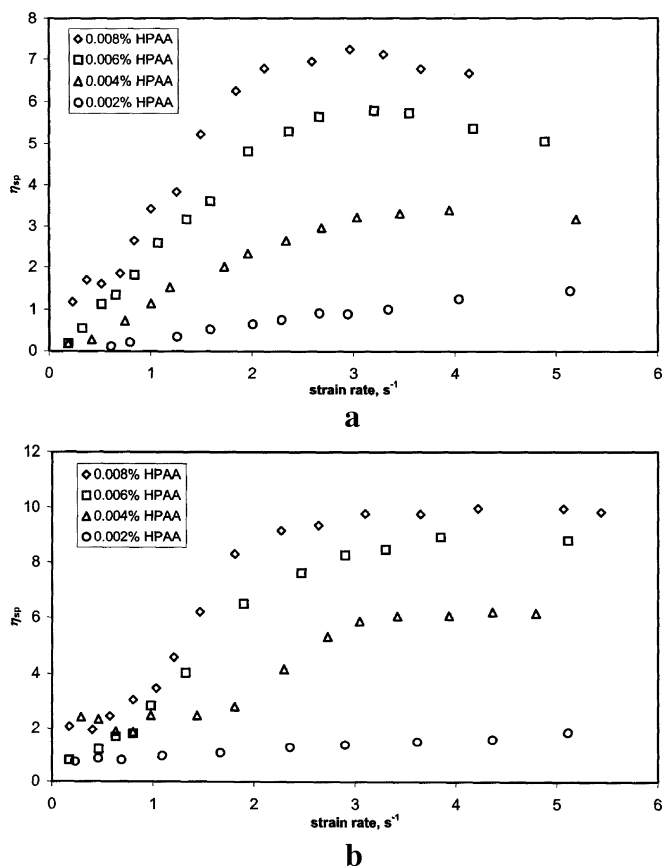 8
7
6
5
4
3
2
1
0
ηsp
0.008% HPAA
0.006% HPAA
0.004% HPAA
0.002% HPAA
0 1 2 3 4 5 6
strain rate, s⁻¹
a
12
10
8
6
4
2
0
ηsp
0.008% HPAA
0.006% HPAA
0.004% HPAA
0.002% HPAA
0 1 2 3 4 5 6
strain rate, s⁻¹
b